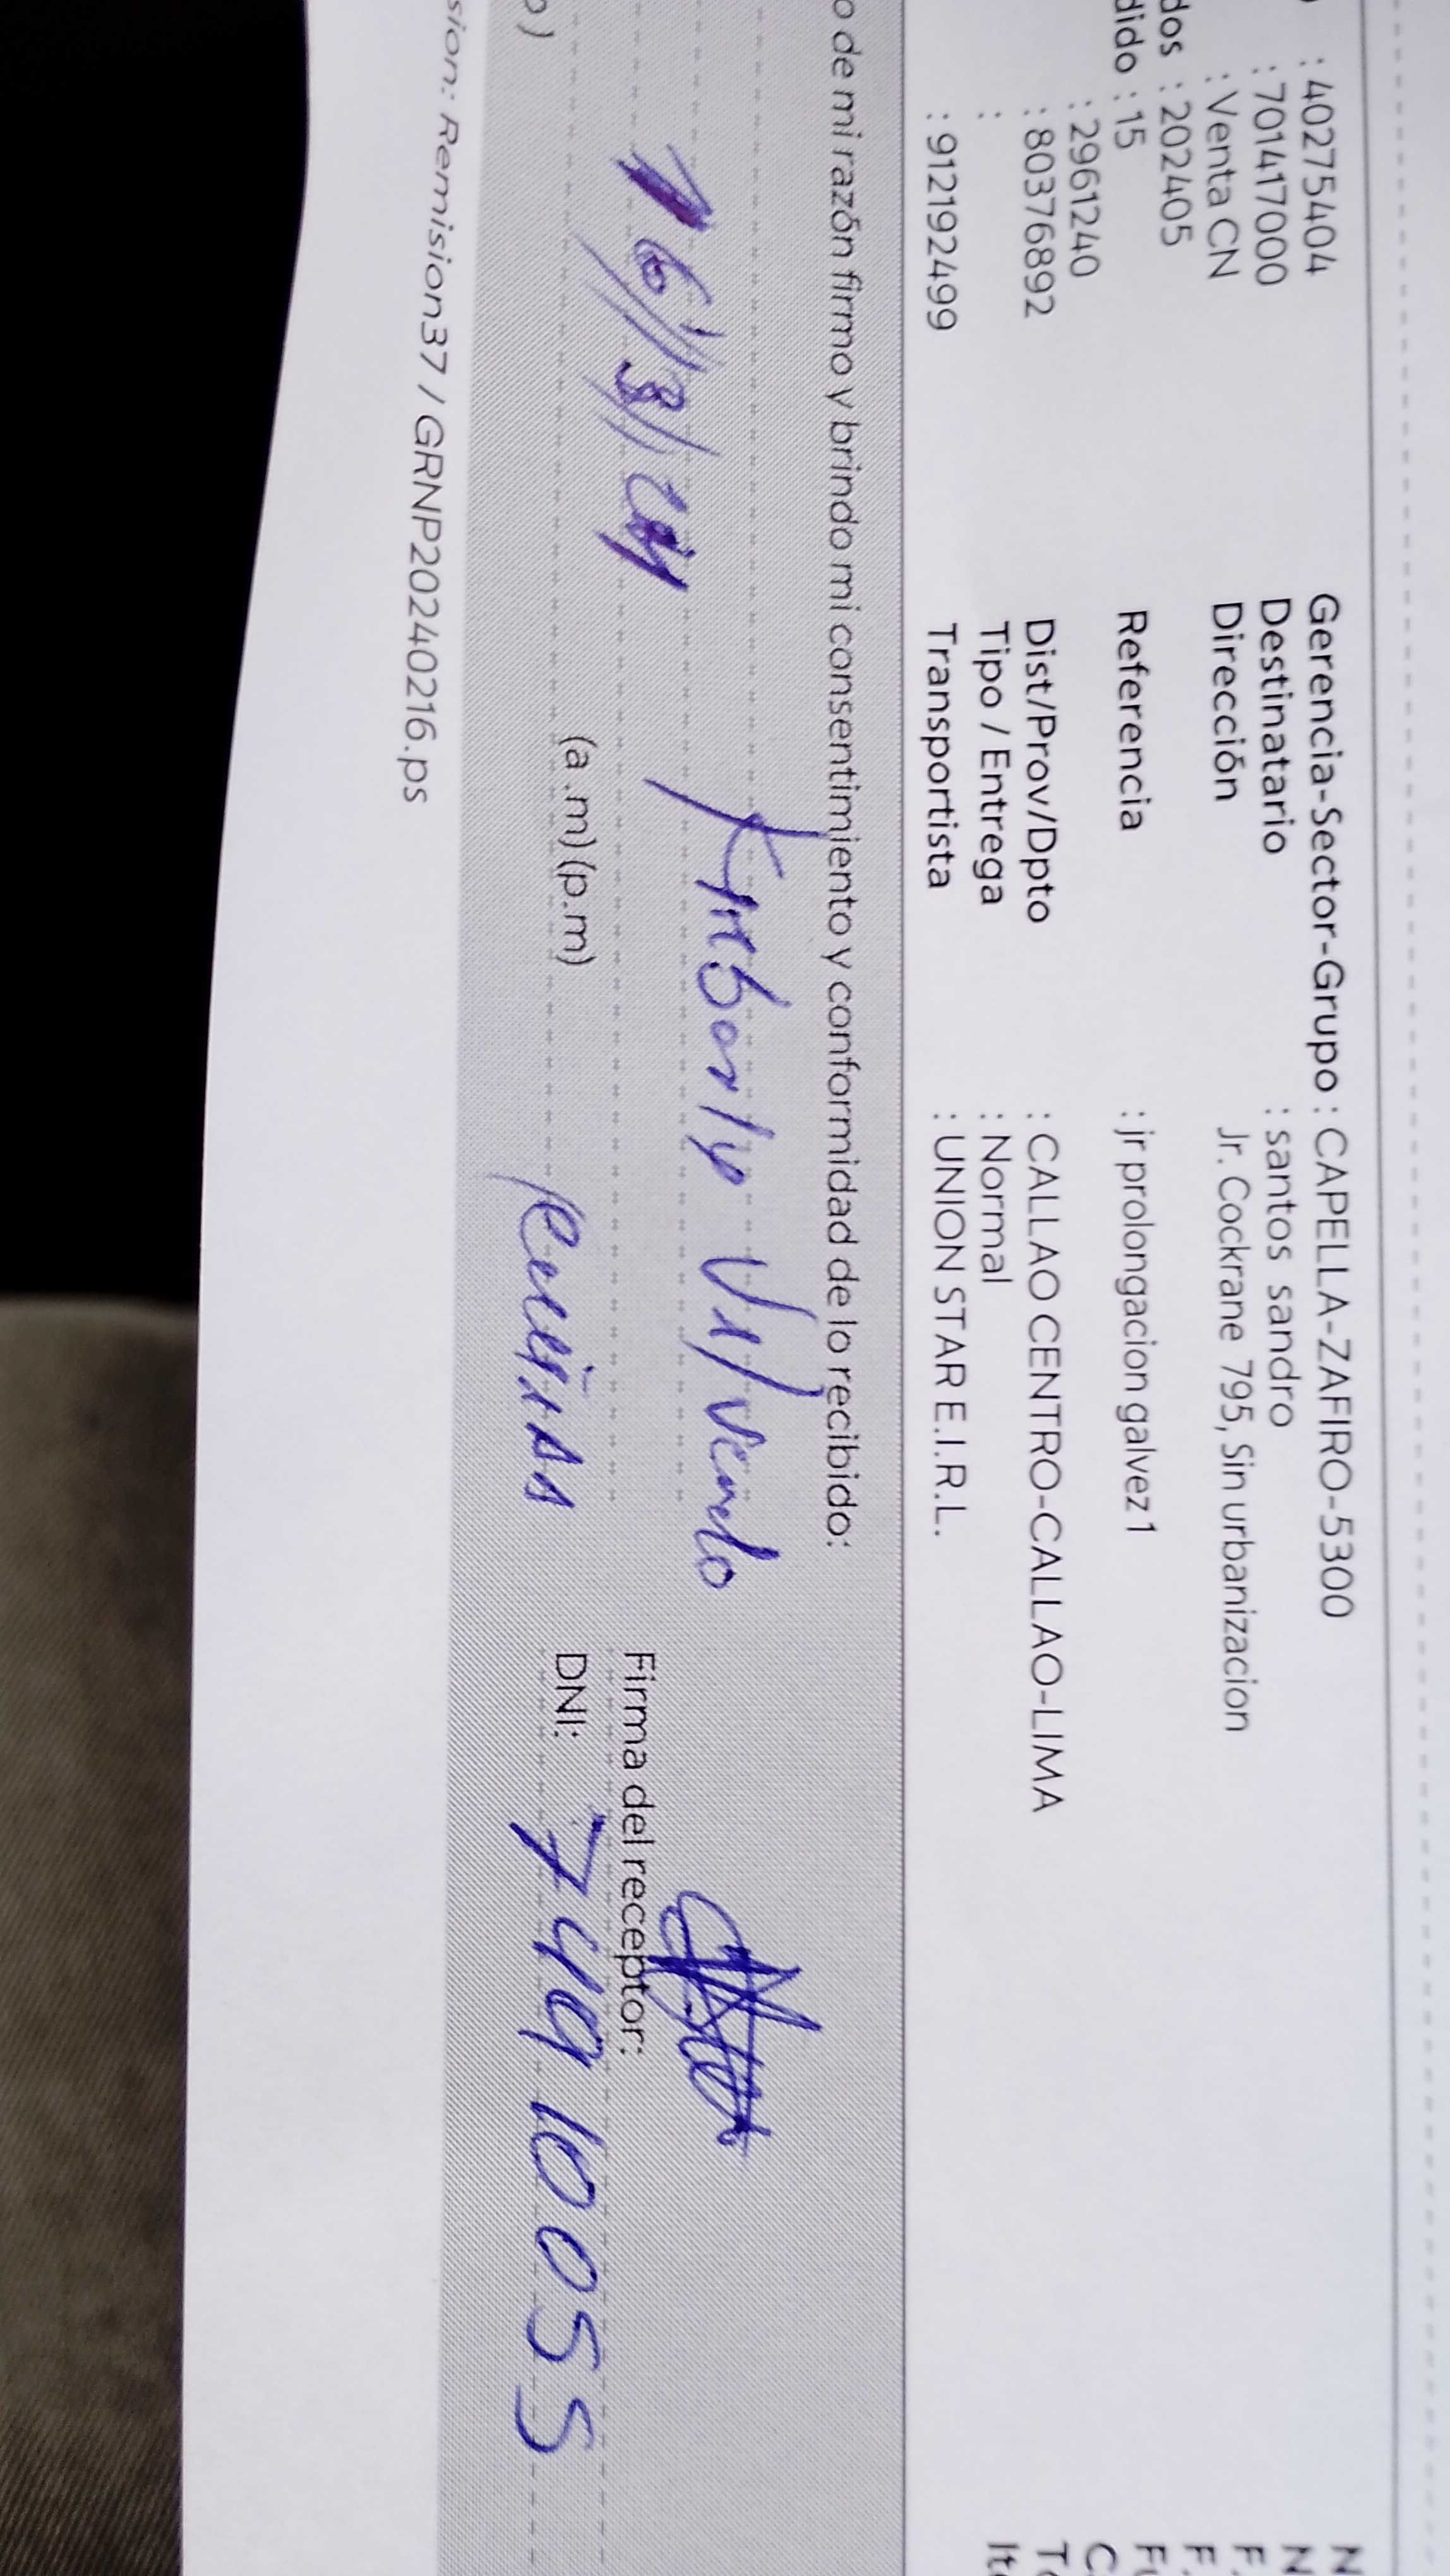 : 40275404 Gerencia-Sector-Grupo : CAPELLA-ZAFIRO-5300
: 701417000 Destinatario : santos sandro
: Venta CN Dirección Jr. Cockrane 795, Sin urbanizacion
dos : 202405
dido : 15 Referencia : jr prolongacion galvez 1
: 2961240
: 80376892 Dist/Prov/Dpto : CALLAO CENTRO-CALLAO-LIMA
: Tipo / Entrega : Normal
: 912192499 Transportista : UNION STAR E.I.R.L.
o de mi razón firmo y brindo mi consentimiento y conformidad de lo recibido:
16/ /24
Firma del receptor:
(a .m) (p.m) DNI: 74910055
o )
sion: Remision37 / GRNP20240216.ps